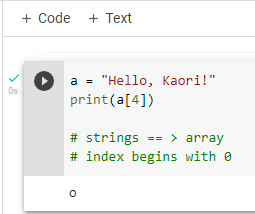 + Code + Text
0s
a = "Hello, Kaori!"
print(a[4])
# strings == > array
# index begins with 0
o